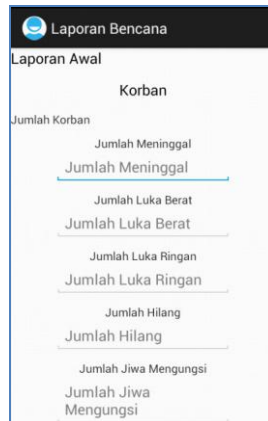 Laporan Bencana
Laporan Awal
Korban
Jumlah Korban
Jumlah Meninggal
Jumlah Meninggal
Jumlah Luka Berat
Jumlah Luka Berat
Jumlah Luka Ringan
Jumlah Luka Ringan
Jumlah Hilang
Jumlah Hilang
Jumlah Jiwa Mengungsi
Jumlah Jiwa
Mengungsi